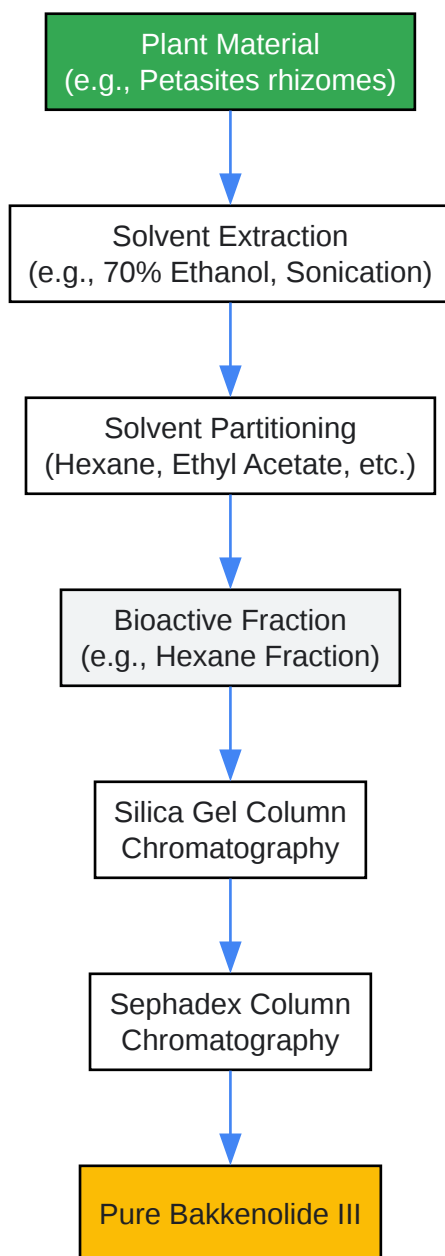 Plant Material
(e.g., Petasites rhizomes)
Solvent Extraction
(e.g., 70% Ethanol, Sonication)
Solvent Partitioning
(Hexane, Ethyl Acetate, etc.)
Bioactive Fraction
(e.g., Hexane Fraction)
Silica Gel Column
Chromatography
Sephadex Column
Chromatography
Pure Bakkenolide III